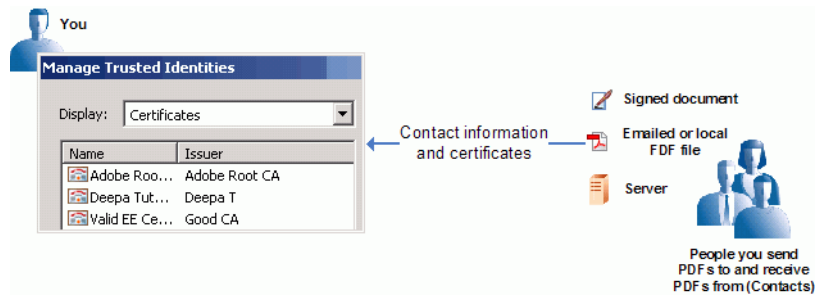 You
Manage Trusted Identities
Display: Certificates
Name Issuer
Adobe Roo... Adobe Root CA
Deepa Tut... Deepa T
Valid EE Ce... Good CA
Contact information
and certificates
Signed document
Emailed or local
FDF file
Server
People you send
PDFs to and receive
PDFs from (Contacts)